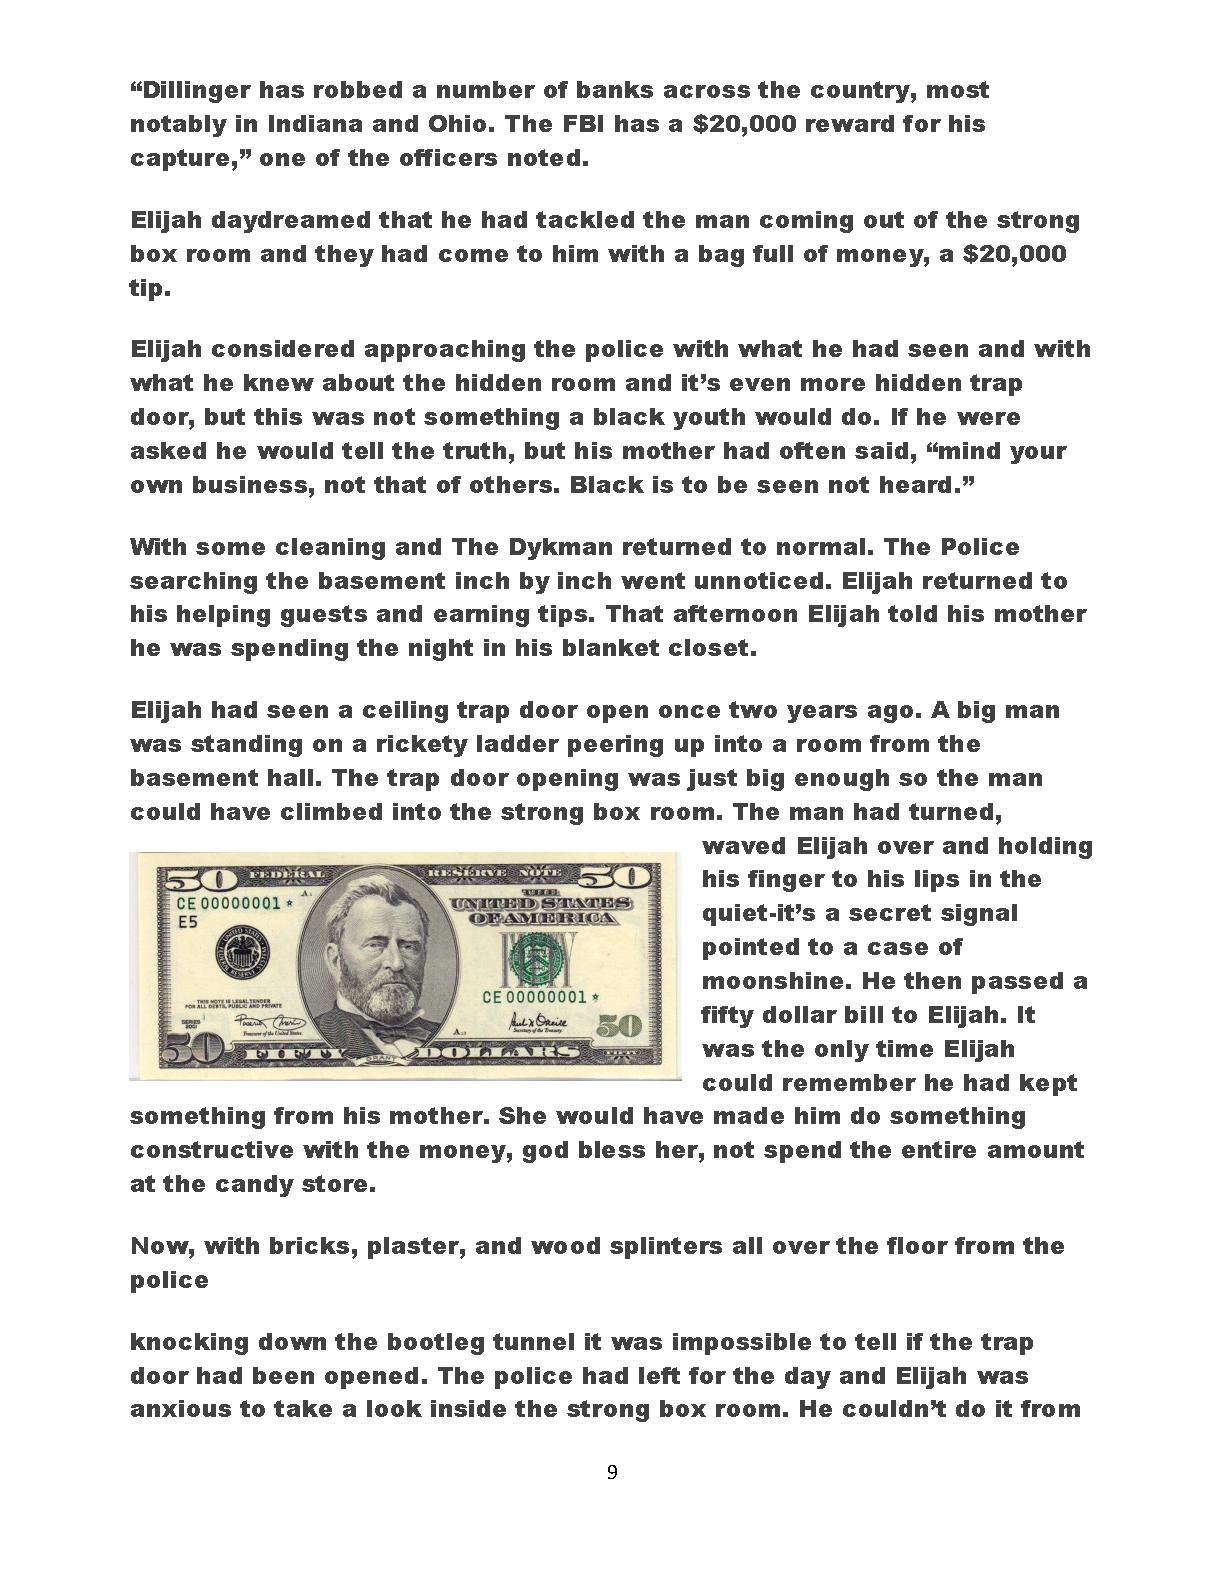 “Dillinger has robbed a number of banks across the country, most
notably in Indiana and Ohio. The FBI has a $20,000 reward for his
capture,” one of the officers noted.
Elijah daydreamed that he had tackled the man coming out of the strong
box room and they had come to him with a bag full of money, a $20,000
tip.
Elijah considered approaching the police with what he had seen and with
what he knew about the hidden room and it’s even more hidden trap
door, but this was not something a black youth would do. If he were
asked he would tell the truth, but his mother had often said, “mind your
own business, not that of others. Black is to be seen not heard.”
With some cleaning and The Dykman returned to normal. The Police
searching the basement inch by inch went unnoticed. Elijah returned to
his helping guests and earning tips. That afternoon Elijah told his mother
he was spending the night in his blanket closet.
Elijah had seen a ceiling trap door open once two years ago. A big man
was standing on a rickety ladder peering up into a room from the
basement hall. The trap door opening was just big enough so the man
could have climbed into the strong box room. The man had turned,
waved Elijah over and holding
his finger to his lips in the
quiet-it’s a secret signal
pointed to a case of
moonshine. He then passed a
fifty dollar bill to Elijah. It
was the only time Elijah
could remember he had kept
50 FEDERAL RESERVE NOTE 50
CE 00000001 * A1
THE
UNITED STATES
OF AMERICA
E5
CE 00000001 *
THIS NOTE IS LEGAL TENDER
FOR ALL DEBTS, PUBLIC AND PRIVATE
SERIES
2001
Treasurer of the United States.
Secretary of the Treasury.
50
50 FIFTY GRANT DOLLARS FIFTY
something from his mother. She would have made him do something
constructive with the money, god bless her, not spend the entire amount
at the candy store.
Now, with bricks, plaster, and wood splinters all over the floor from the
police
knocking down the bootleg tunnel it was impossible to tell if the trap
door had been opened. The police had left for the day and Elijah was
anxious to take a look inside the strong box room. He couldn’t do it from
9